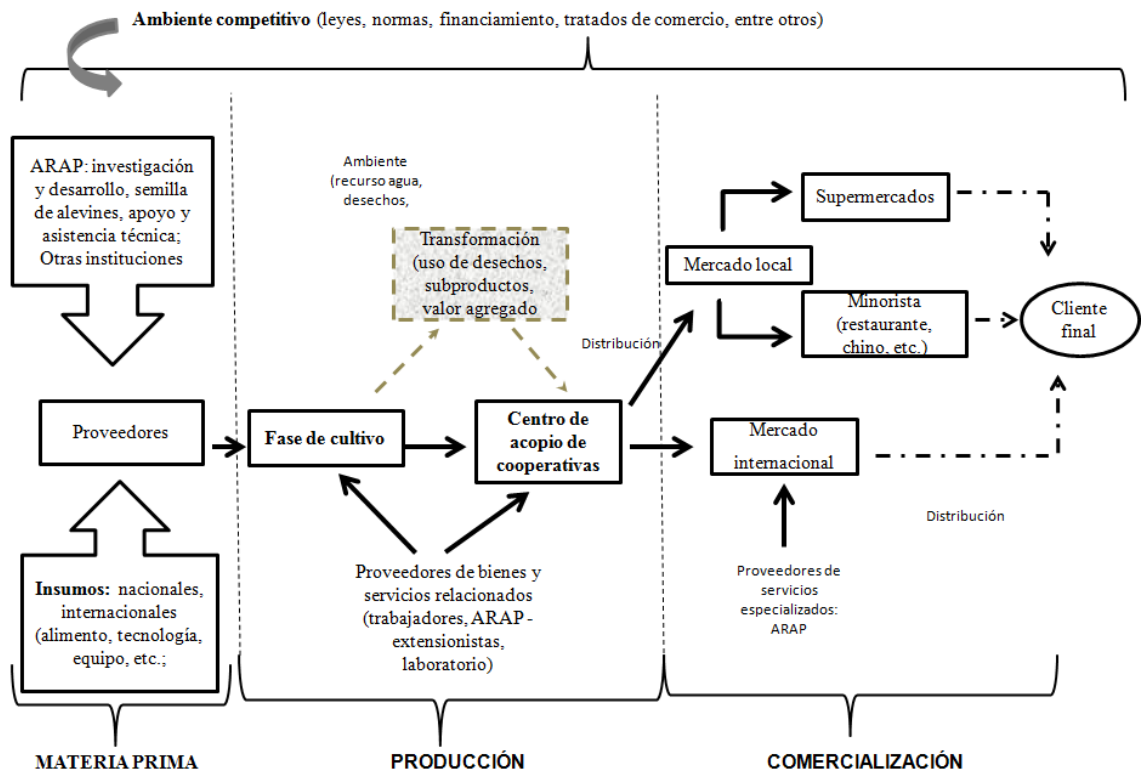 Ambiente competitivo (leyes, normas, financiamiento, tratados de comercio, entre otros)
ARAP: investigación
y desarrollo, semilla
de alevines, apoyo y
asistencia técnica;
Otras instituciones
Proveedores
Insumos: nacionales,
internacionales
(alimento, tecnología,
equipo, etc.;
MATERIA PRIMA
Ambiente
(recurso agua,
desechos,
Transformación
(uso de desechos,
subproductos,
valor agregado
Fase de cultivo
Centro de
acopio de
cooperativas
Proveedores de bienes y
servicios relacionados
(trabajadores, ARAP -
extensionistas,
laboratorio)
PRODUCCIÓN
Distribución
Mercado local
Supermercados
Minorista
(restaurante,
chino, etc.)
Cliente
final
Mercado
internacional
Distribución
Proveedores de
servicios
especializados:
ARAP
COMERCIALIZACIÓN